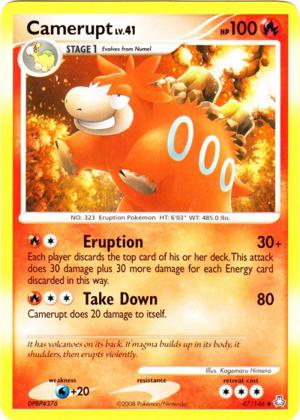 Camerupt LV.41 HP 100
STAGE 1 Evolves from Numel
NO. 323 Eruption Pokémon HT: 6'03" WT: 485.0 lbs.
Eruption 30+
Each player discards the top card of his or her deck. This attack
does 30 damage plus 30 more damage for each Energy card
discarded in this way.
Take Down 80
Camerupt does 20 damage to itself.
It has volcanoes on its back. If magma builds up in its body, it
shudders, then erupts violently.
Illus. Kagemaru Himeno
DPBP#376
47/146
weakness resistance retreat cost
+20
©2008 Pokémon/Nintendo